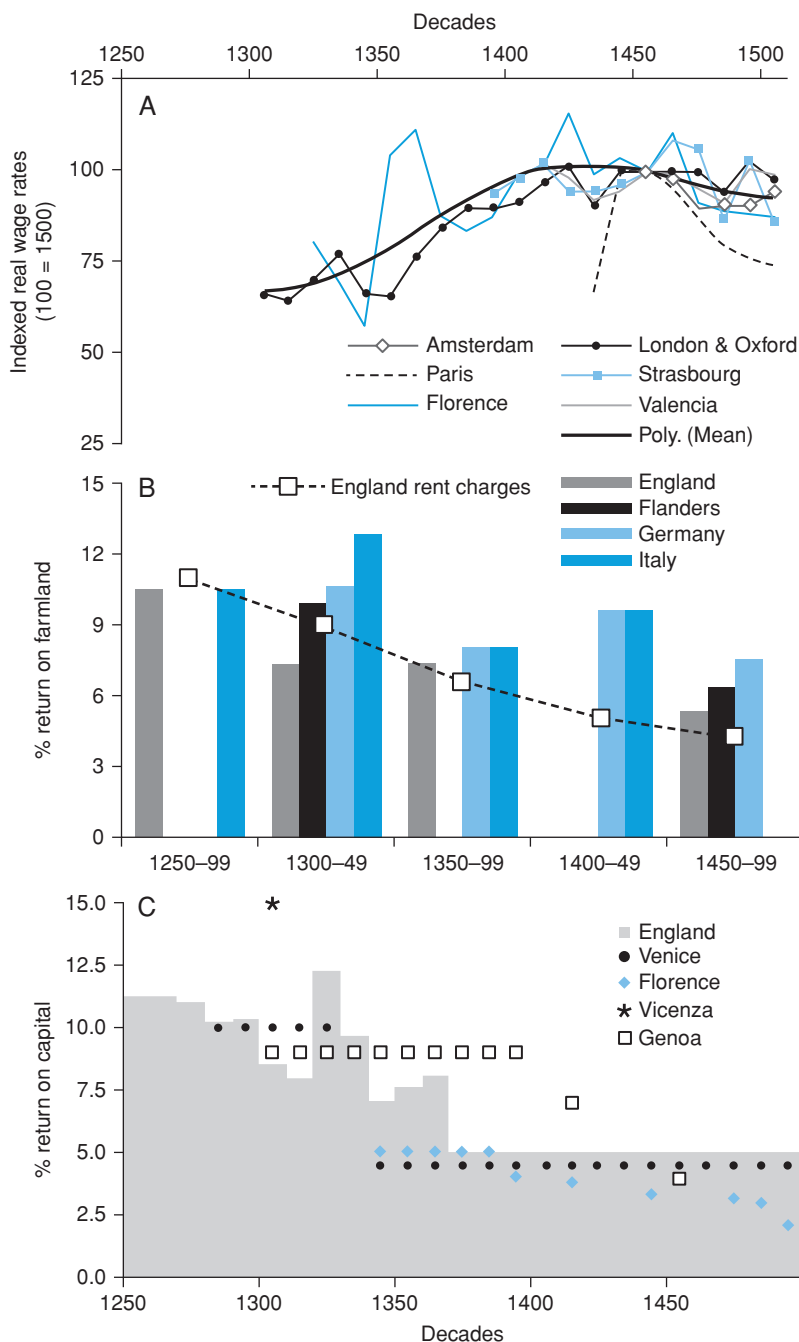 Decades
1250 1300 1350 1400 1450 1500
125
100
75
50
25
Indexed real wage rates
(100 = 1500)
A
Amsterdam
Paris
Florence
London & Oxford
Strasbourg
Valencia
Poly. (Mean)
15
12
9
6
3
0
% return on farmland
B
England rent charges
England
Flanders
Germany
Italy
1250–99 1300–49 1350–99 1400–49 1450–99
15.0
12.5
10.0
7.5
5.0
2.5
0.0
% return on capital
C
England
Venice
Florence
Vicenza
Genoa
1250 1300 1350 1400 1450
Decades